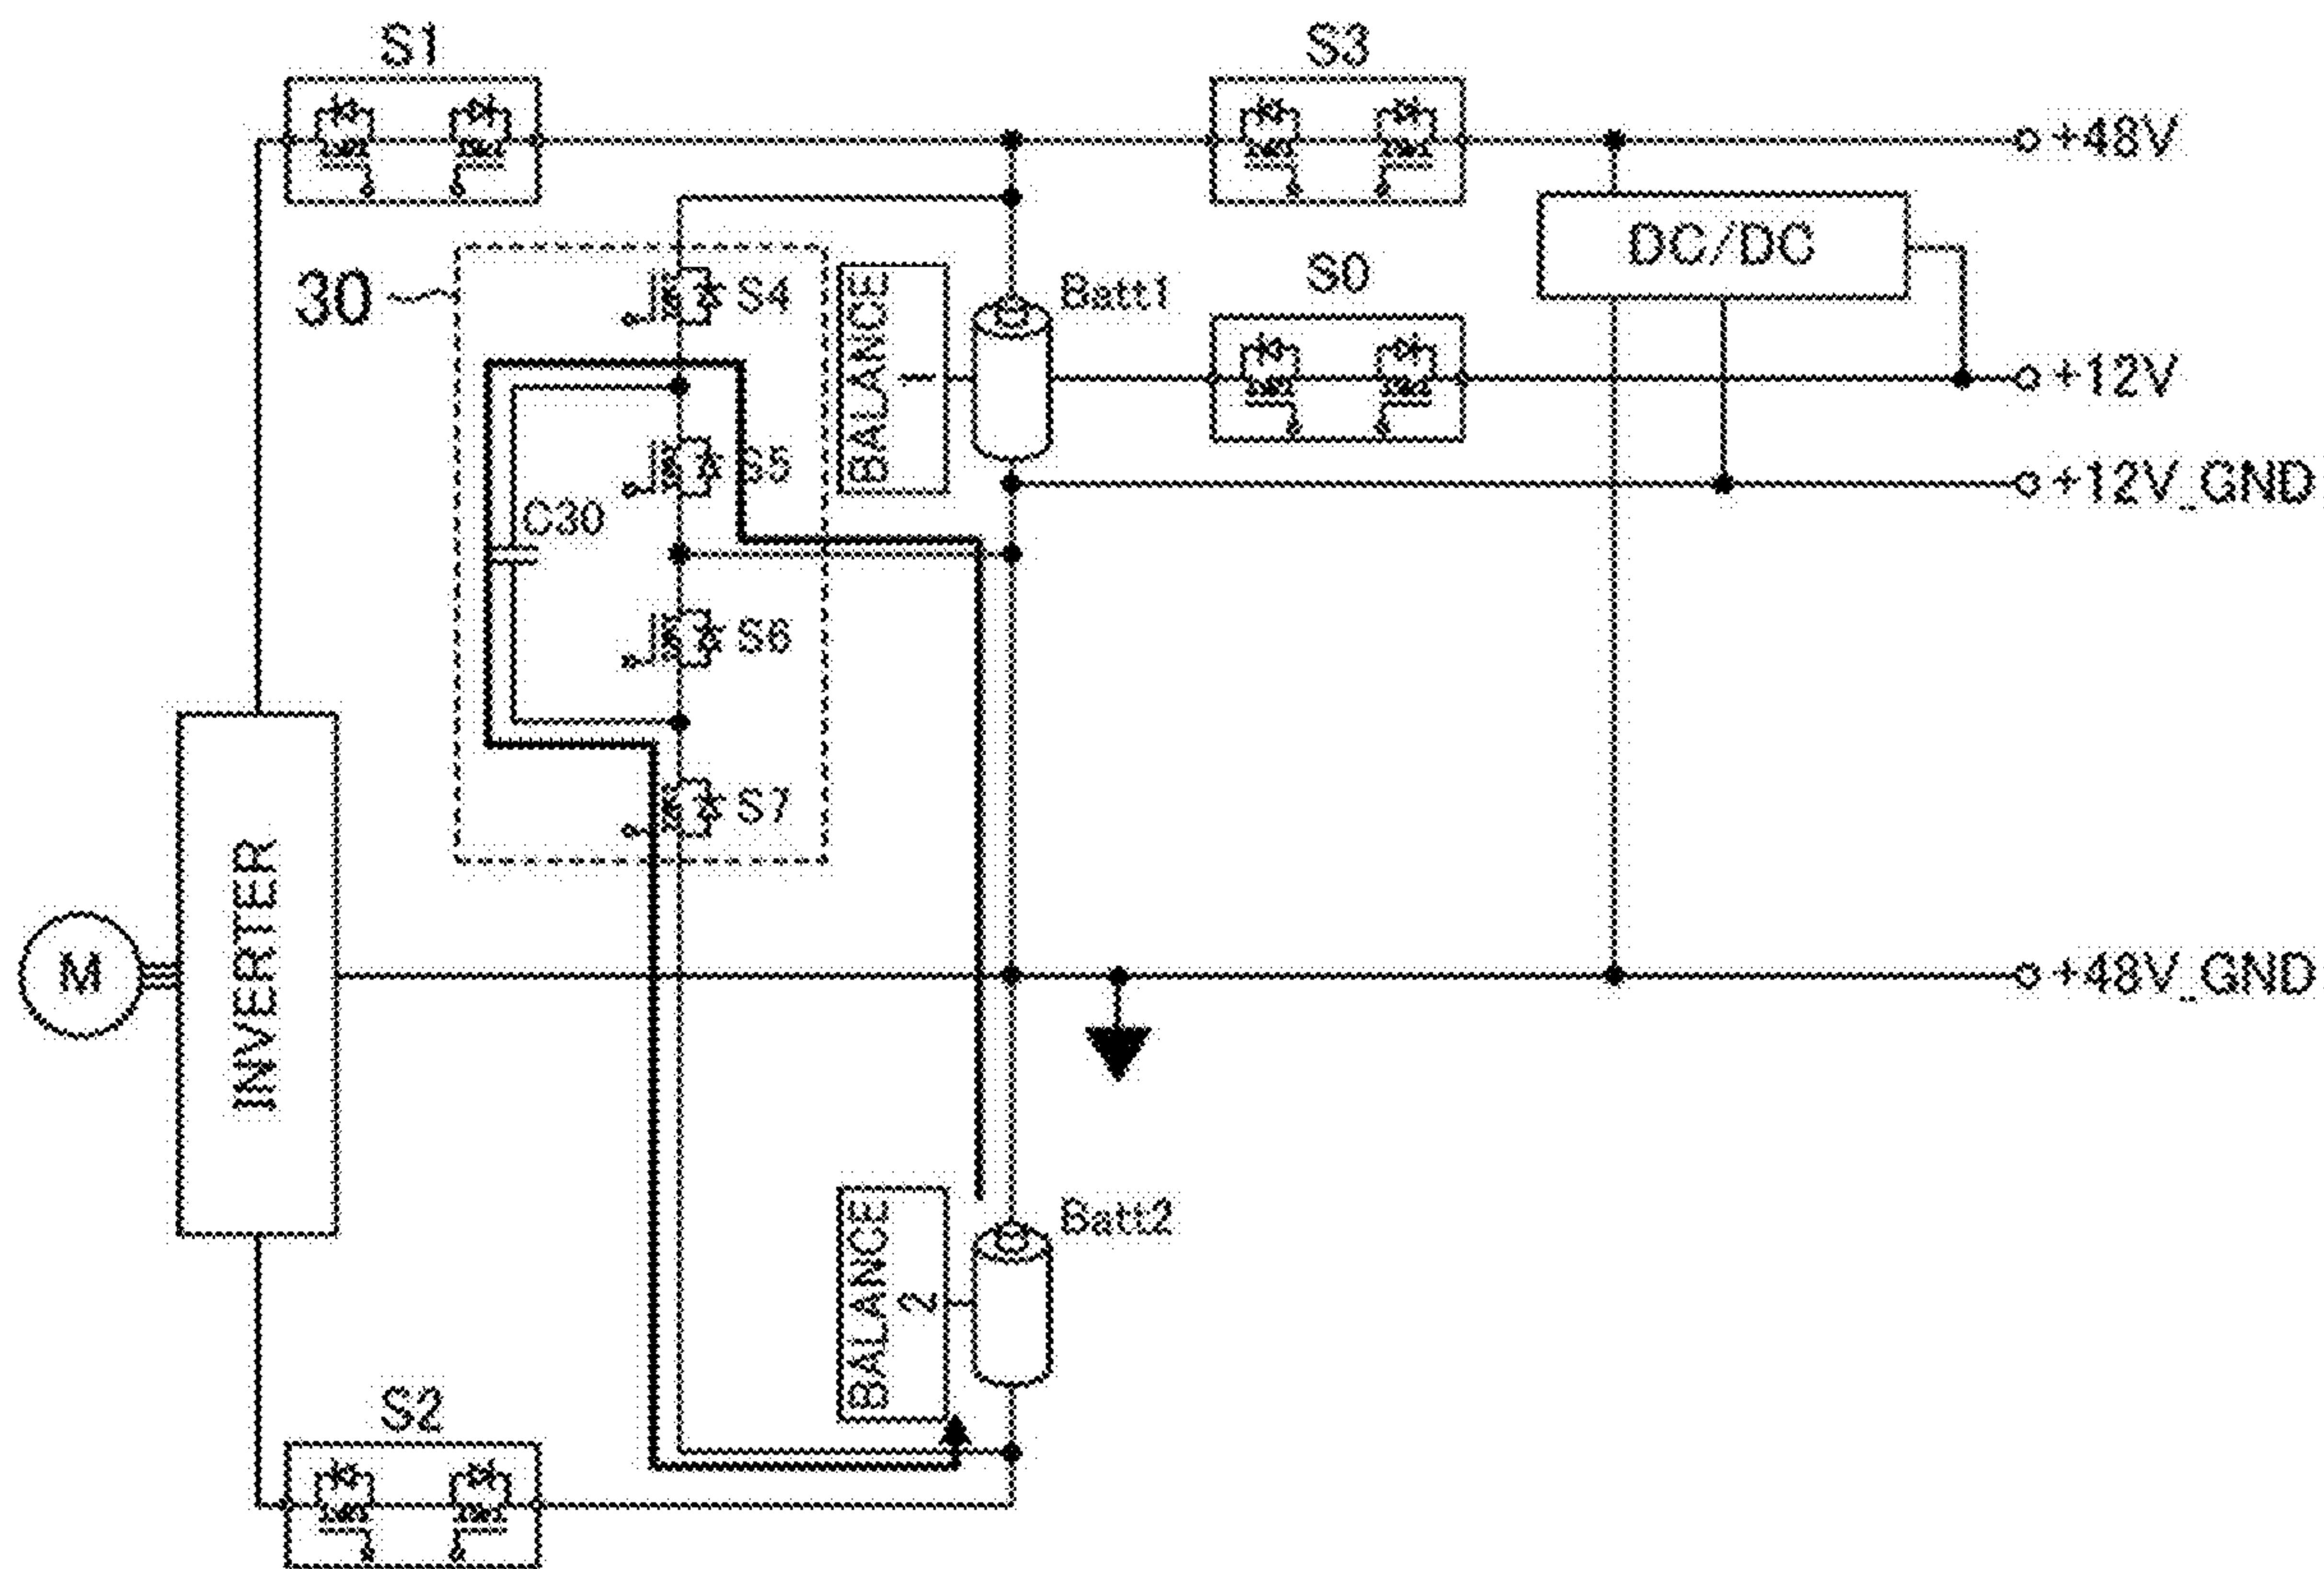 S1
S3
+48V
DC/DC
S0
30
S4
BALANCE
1
Batt1
+12V
S5
+12V_GND
C30
S6
S7
INVERTER
M
+48V_GND
BALANCE
2
Batt2
S2